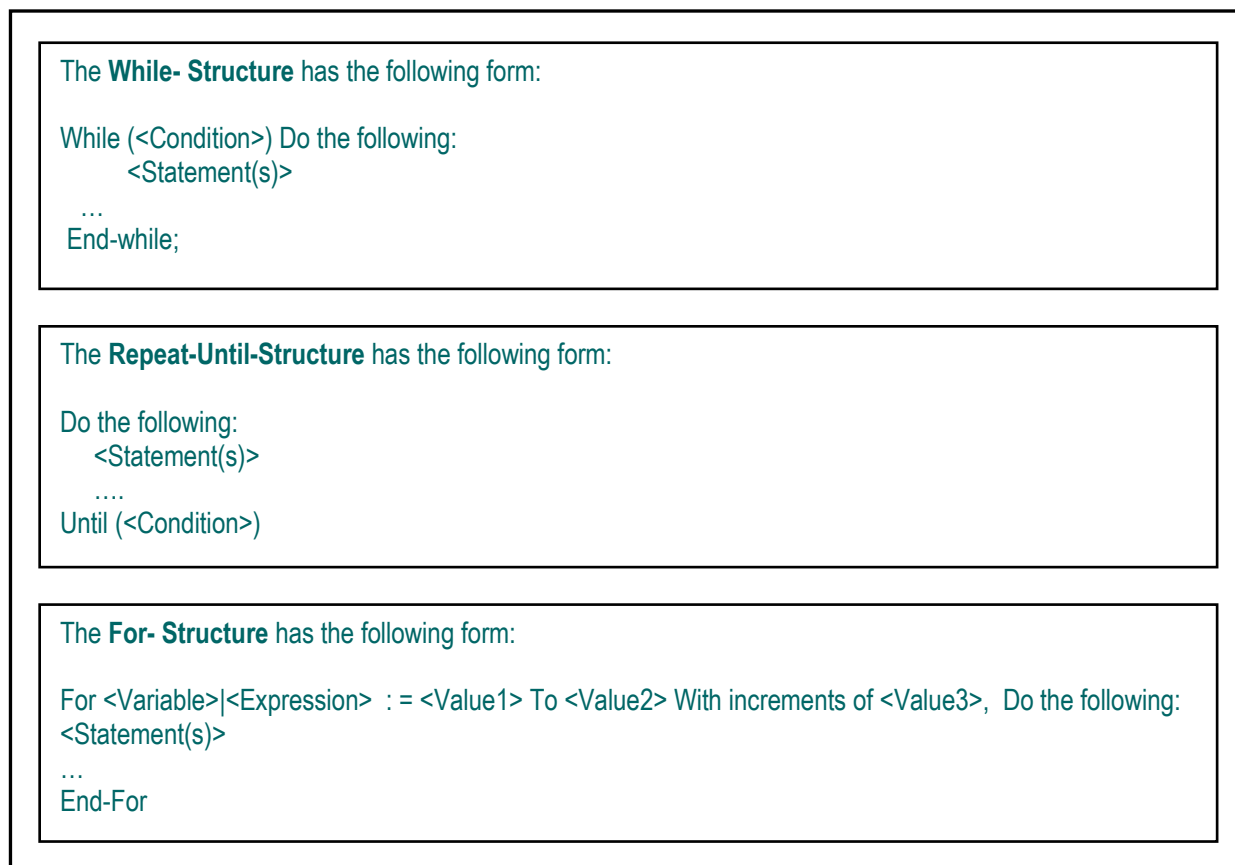 The While- Structure has the following form:
While (<Condition>) Do the following:
<Statement(s)>
…
End-while;
The Repeat-Until-Structure has the following form:
Do the following:
<Statement(s)>
….
Until (<Condition>)
The For- Structure has the following form:
For <Variable>|<Expression> : = <Value1> To <Value2> With increments of <Value3>, Do the following:
<Statement(s)>
…
End-For